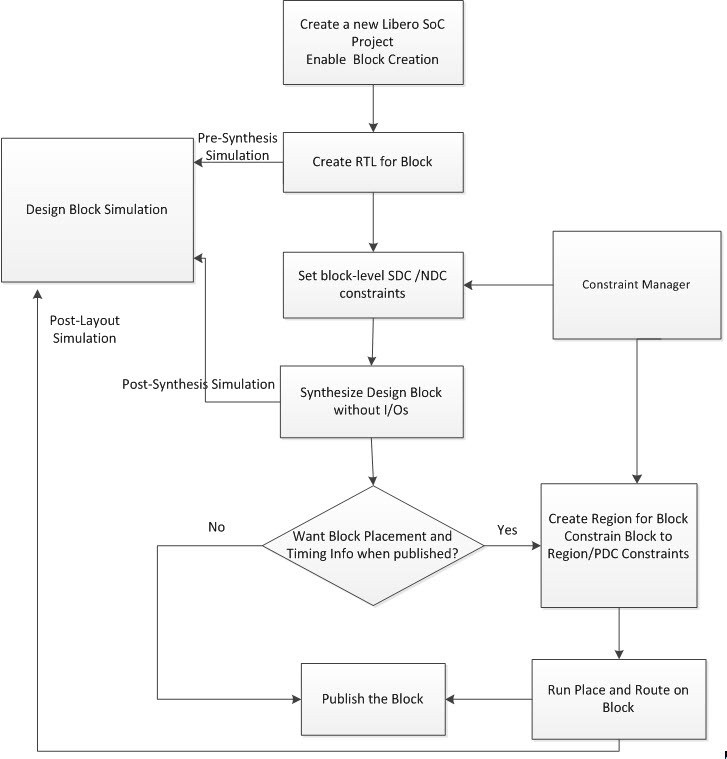 Create a new Libero SoC
Project
Enable Block Creation
Pre-Synthesis
Simulation
Create RTL for Block
Design Block Simulation
Set block-level SDC /NDC
constraints
Constraint Manager
Post-Layout
Simulation
Post-Synthesis Simulation
Synthesize Design Block
without I/Os
No
Want Block Placement and
Timing Info when published?
Yes
Create Region for Block
Constrain Block to
Region/PDC Constraints
Publish the Block
Run Place and Route on
Block